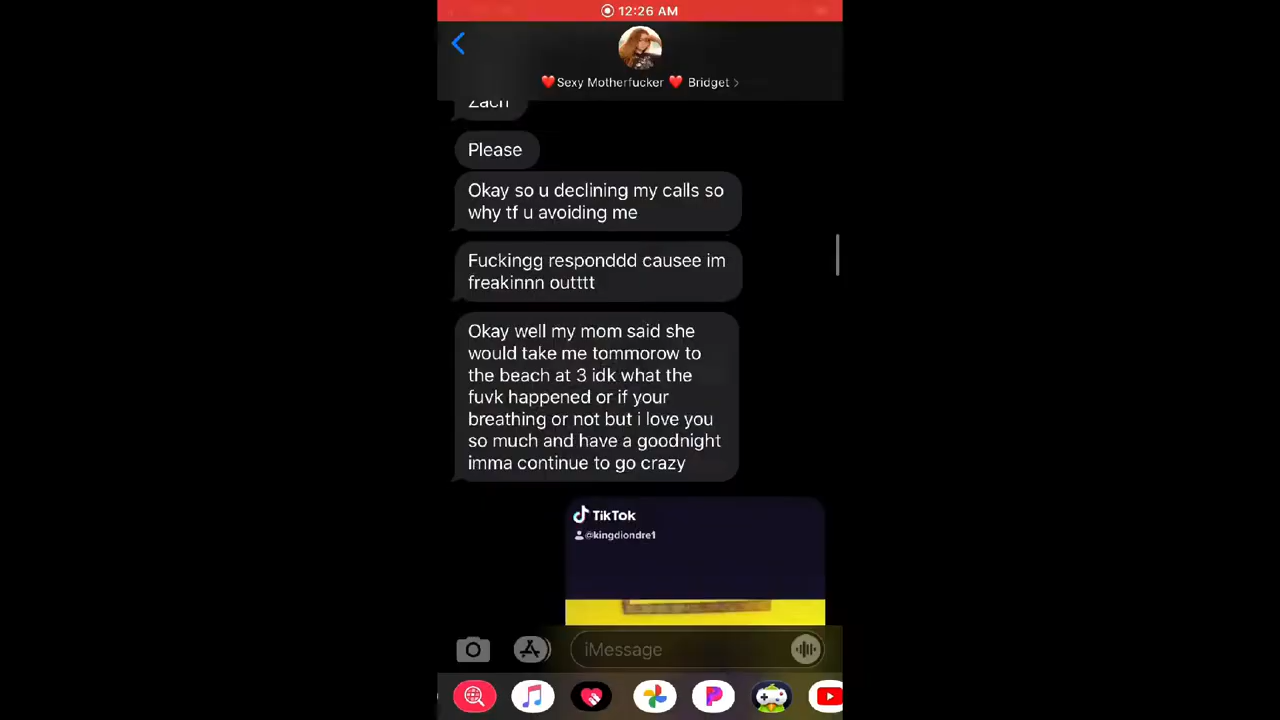 12:26 AM
❤️Sexy Motherfucker ❤️ Bridget >
Zach
Please
Okay so u declining my calls so
why tf u avoiding me
Fuckingg responddd causee im
freakinnn outttt
Okay well my mom said she
would take me tommorow to
the beach at 3 idk what the
fuvk happened or if your
breathing or not but i love you
so much and have a goodnight
imma continue to go crazy
TikTok
@kingdiondre1
iMessage